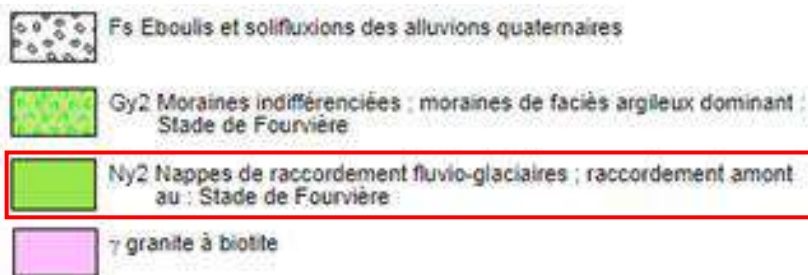 Fs Eboulis et solifluxions des alluvions quaternaires
Gy2 Moraines indifférenciées ; moraines de faciès argileux dominant :
Stade de Fourvière
Ny2 Nappes de raccordement fluvio-glaciaires ; raccordement amont
au : Stade de Fourvière
γ granite à biotite